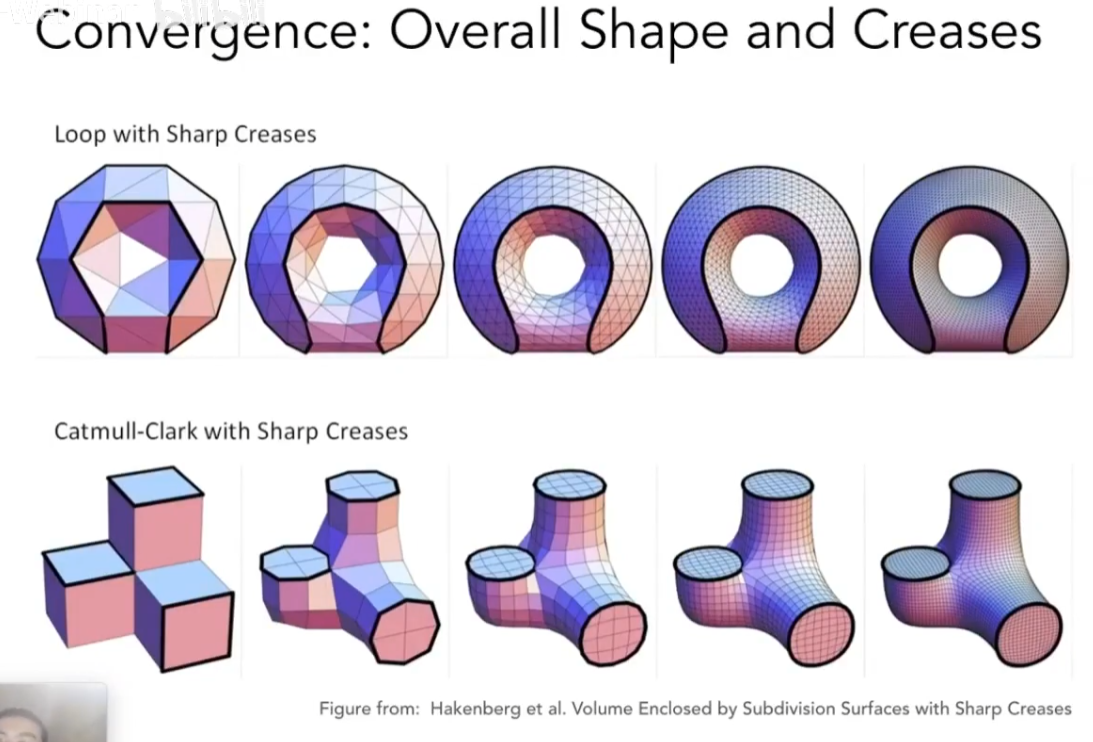 Convergence: Overall Shape and Creases
Loop with Sharp Creases
Catmull-Clark with Sharp Creases
Figure from: Hakenberg et al. Volume Enclosed by Subdivision Surfaces with Sharp Creases